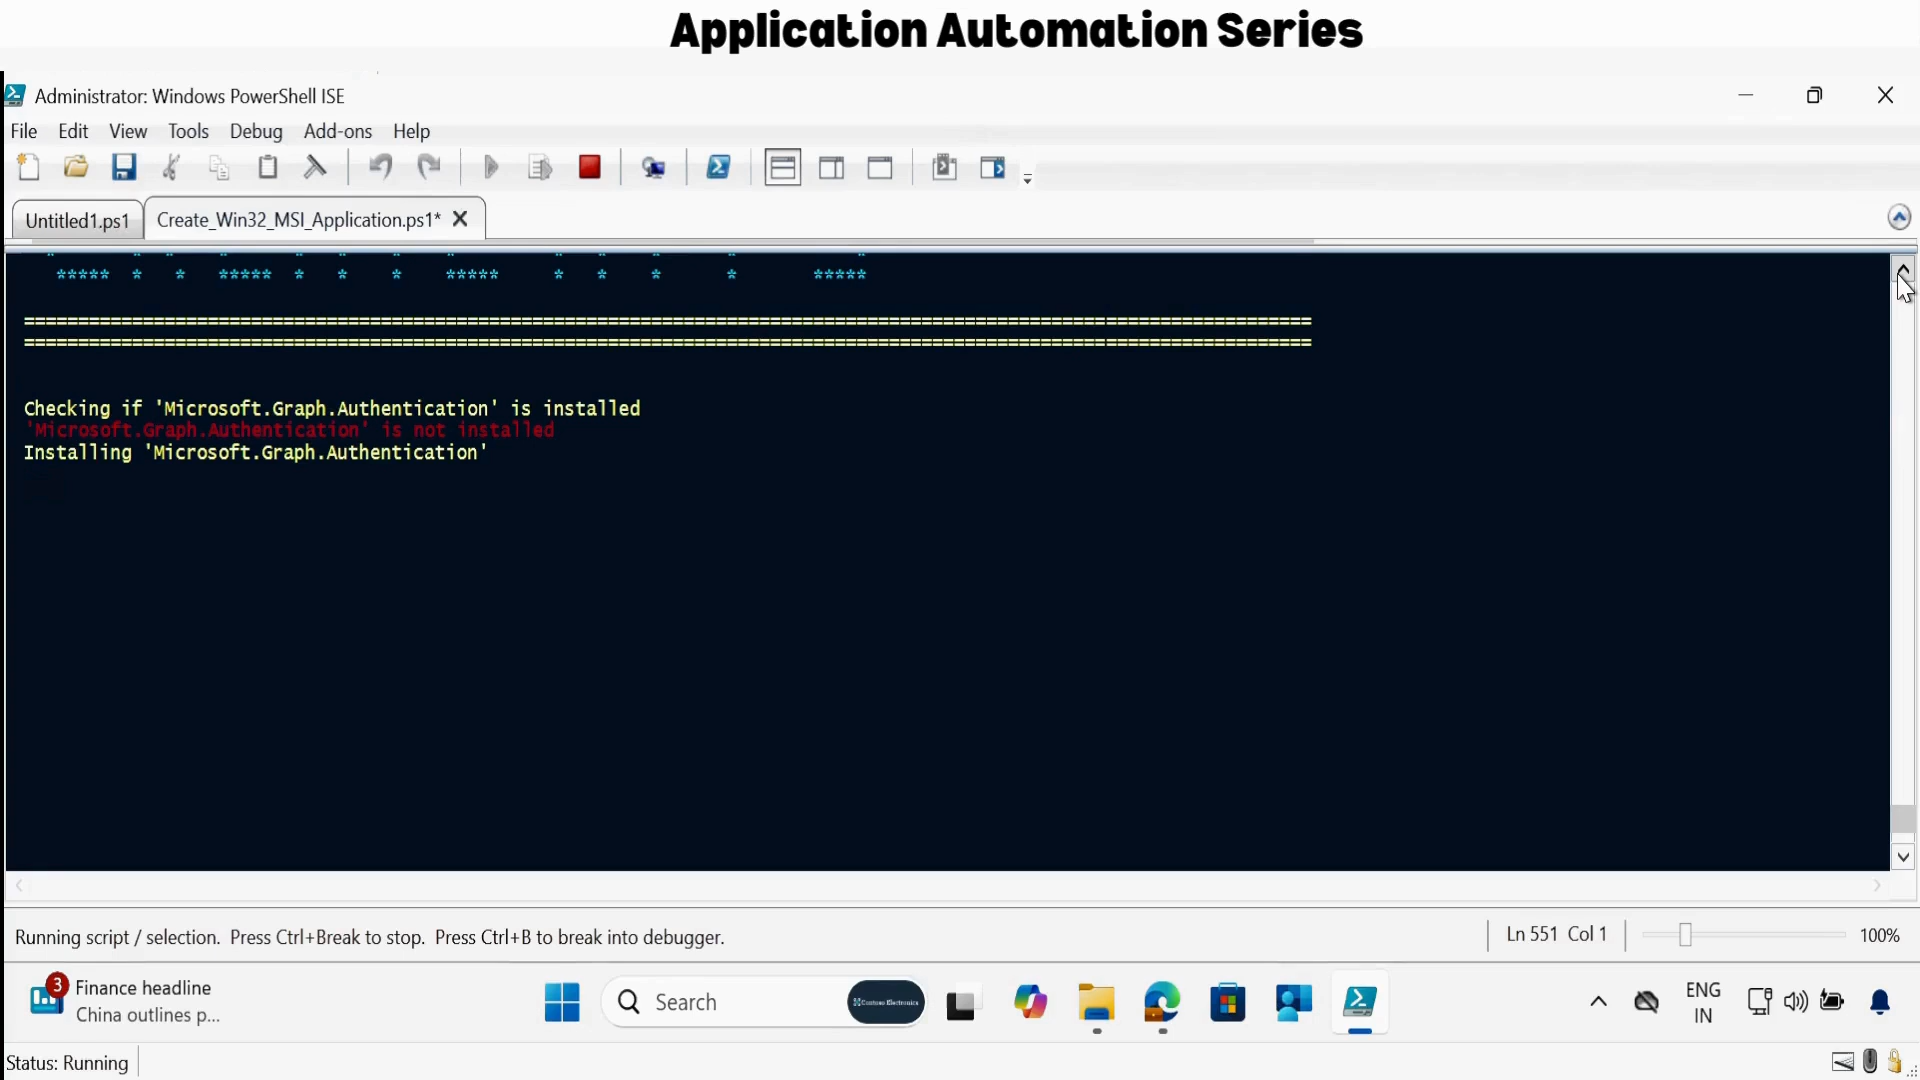 Application Automation Series
Administrator: Windows PowerShell ISE
File Edit View Tools Debug Add-ons Help
Untitled1.ps1 Create_Win32_MSI_Application.ps1*
***** * * ***** * * * ***** * * * * *****
=======================================================================================================================
=======================================================================================================================
Checking if 'Microsoft.Graph.Authentication' is installed
'Microsoft.Graph.Authentication' is not installed
Installing 'Microsoft.Graph.Authentication'
Running script / selection. Press Ctrl+Break to stop. Press Ctrl+B to break into debugger.
Ln 551 Col 1
100%
3
Finance headline
China outlines p...
Search
Contoso Electronics
ENG
IN
Status: Running